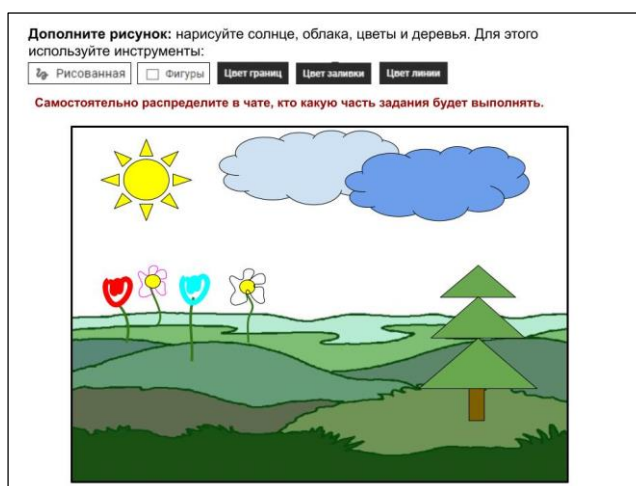 Дополните рисунок: нарисуйте солнце, облака, цветы и деревья. Для этого
используйте инструменты:
Рисованная Фигуры Цвет границ Цвет заливки Цвет линии
Самостоятельно распределите в чате, кто какую часть задания будет выполнять.